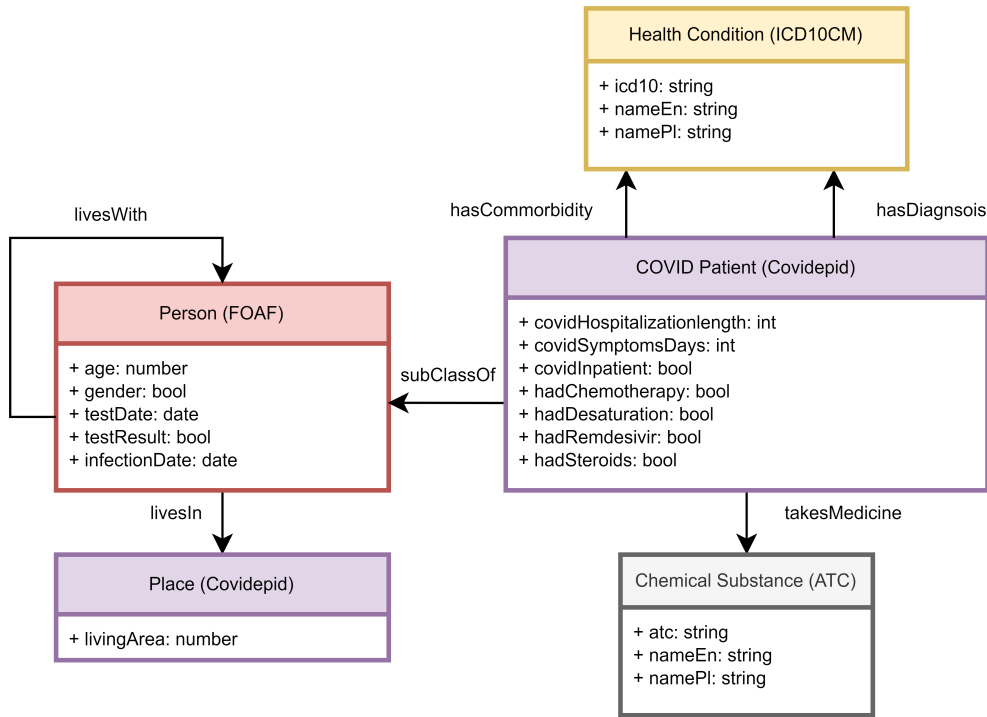 Health Condition (ICD10CM)
+ icd10: string
+ nameEn: string
+ namePl: string
hasCommorbidity
hasDiagnsois
livesWith
COVID Patient (Covidepid)
+ covidHospitalizationlength: int
+ covidSymptomsDays: int
+ covidInpatient: bool
+ hadChemotherapy: bool
+ hadDesaturation: bool
+ hadRemdesivir: bool
+ hadSteroids: bool
Person (FOAF)
+ age: number
+ gender: bool
+ testDate: date
+ testResult: bool
+ infectionDate: date
subClassOf
livesIn
takesMedicine
Place (Covidepid)
+ livingArea: number
Chemical Substance (ATC)
+ atc: string
+ nameEn: string
+ namePl: string